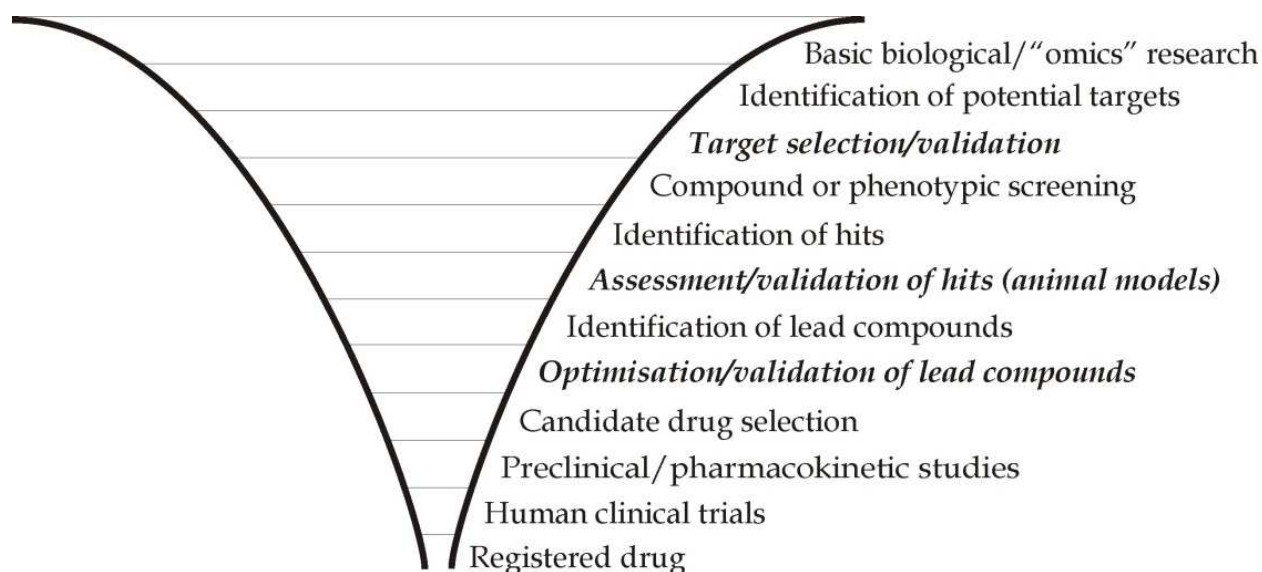 Basic biological/“omics” research
Identification of potential targets
Target selection/validation
Compound or phenotypic screening
Identification of hits
Assessment/validation of hits (animal models)
Identification of lead compounds
Optimisation/validation of lead compounds
Candidate drug selection
Preclinical/pharmacokinetic studies
Human clinical trials
Registered drug